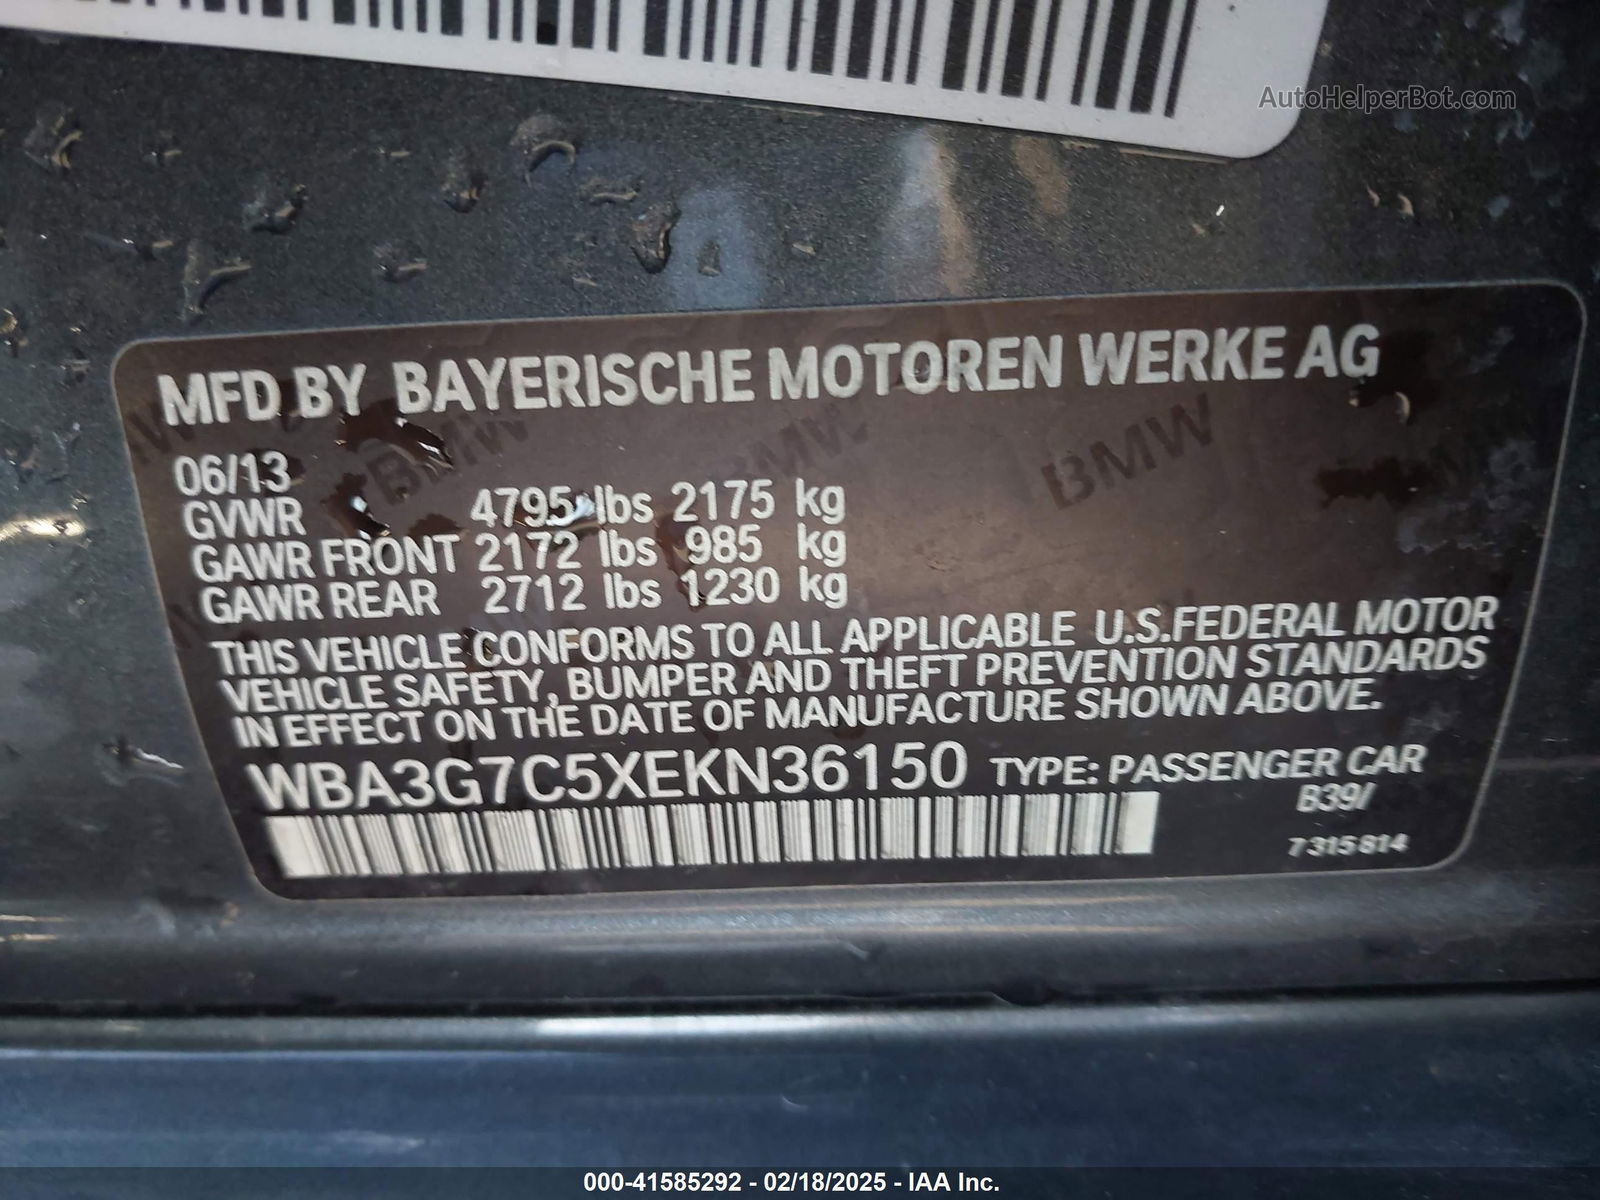 AutoHelperBot.com
MFD BY BAYERISCHE MOTOREN WERKE AG
06/13
GVWR 4795 lbs 2175 kg
GAWR FRONT 2172 lbs 985 kg
GAWR REAR 2712 lbs 1230 kg
THIS VEHICLE CONFORMS TO ALL APPLICABLE U.S.FEDERAL MOTOR
VEHICLE SAFETY, BUMPER AND THEFT PREVENTION STANDARDS
IN EFFECT ON THE DATE OF MANUFACTURE SHOWN ABOVE.
WBA3G7C5XEKN36150 TYPE: PASSENGER CAR
B39/
7315814
BMW BMW BMW
000-41585292 - 02/18/2025 - IAA Inc.